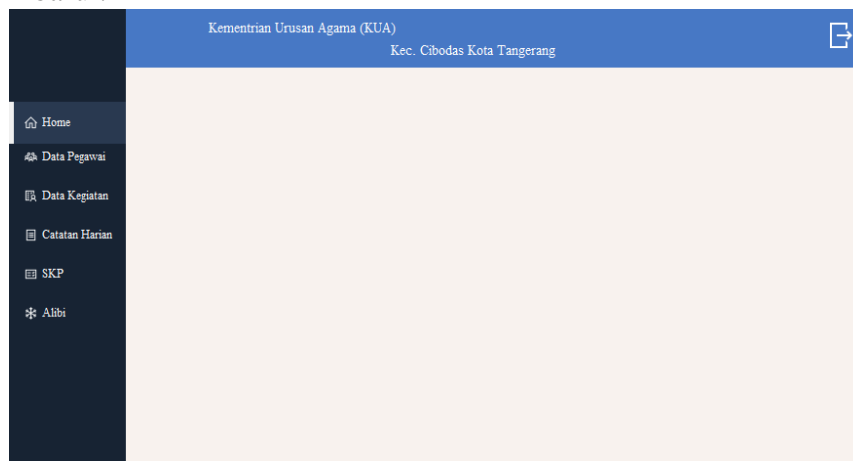 Kementrian Urusan Agama (KUA)
Kec. Cibodas Kota Tangerang
Home
Data Pegawai
Data Kegiatan
Catatan Harian
SKP
Alibi